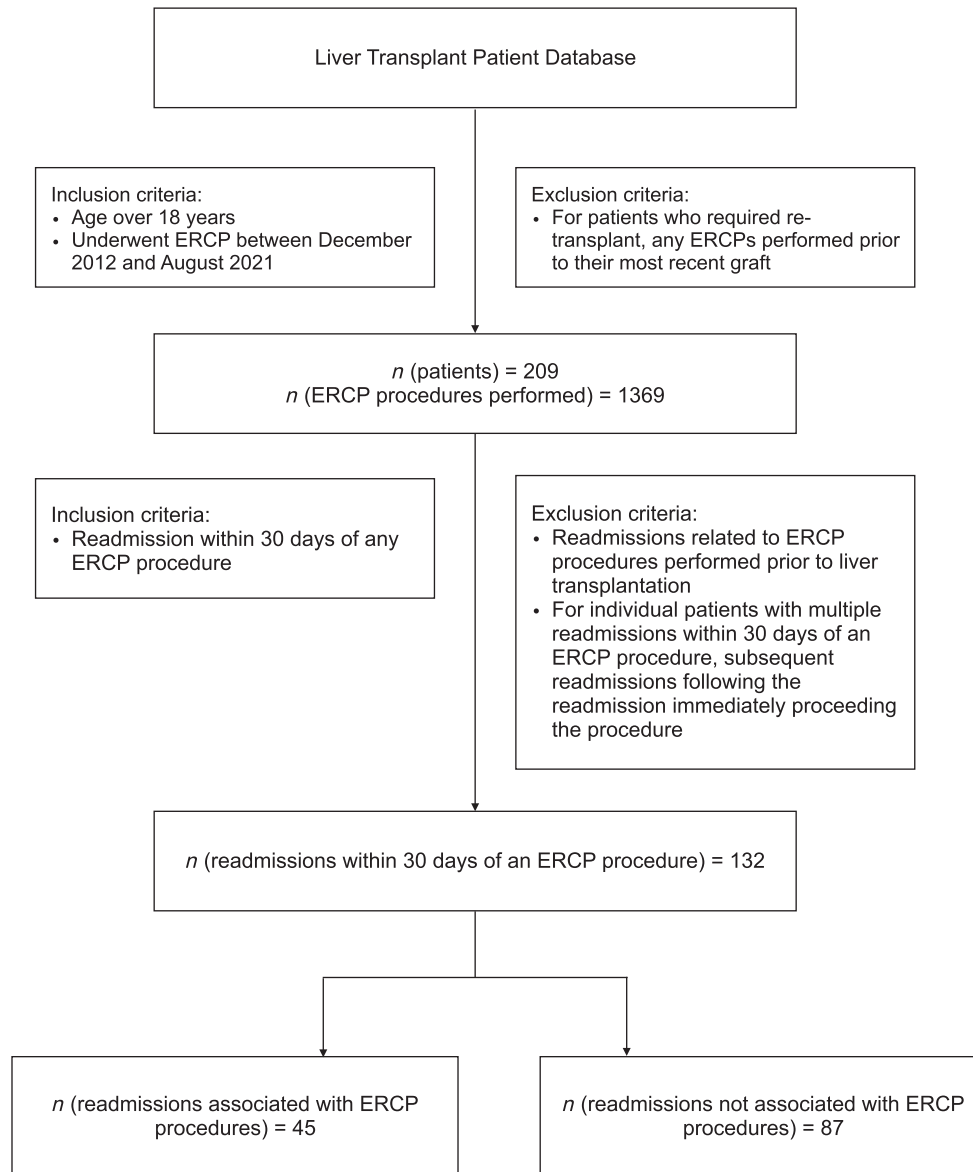 Liver Transplant Patient Database
Inclusion criteria:
• Age over 18 years
• Underwent ERCP between December
2012 and August 2021
Exclusion criteria:
• For patients who required re-
transplant, any ERCPs performed prior
to their most recent graft
n (patients) = 209
n (ERCP procedures performed) = 1369
Inclusion criteria:
• Readmission within 30 days of any
ERCP procedure
Exclusion criteria:
• Readmissions related to ERCP
procedures performed prior to liver
transplantation
• For individual patients with multiple
readmissions within 30 days of an
ERCP procedure, subsequent
readmissions following the
readmission immediately proceeding
the procedure
n (readmissions within 30 days of an ERCP procedure) = 132
n (readmissions associated with ERCP
procedures) = 45
n (readmissions not associated with ERCP
procedures) = 87